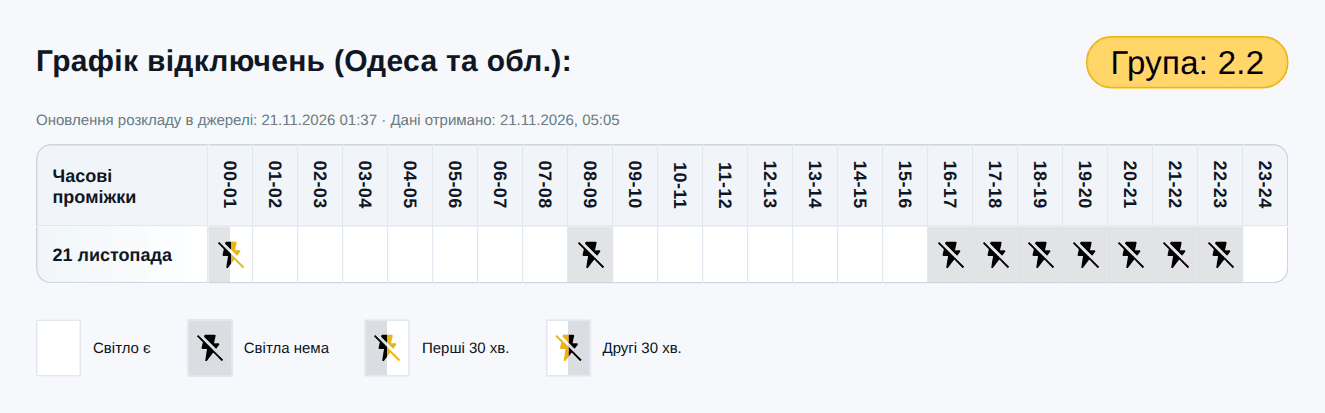 Графік відключень (Одеса та обл.):
Група: 2.2
Оновлення розкладу в джерелі: 21.11.2026 01:37 · Дані отримано: 21.11.2026, 05:05
Часові
проміжки
00-01
01-02
02-03
03-04
04-05
05-06
06-07
07-08
08-09
09-10
10-11
11-12
12-13
13-14
14-15
15-16
16-17
17-18
18-19
19-20
20-21
21-22
22-23
23-24
21 листопада
Світло є
Світла нема
Перші 30 хв.
Другі 30 хв.